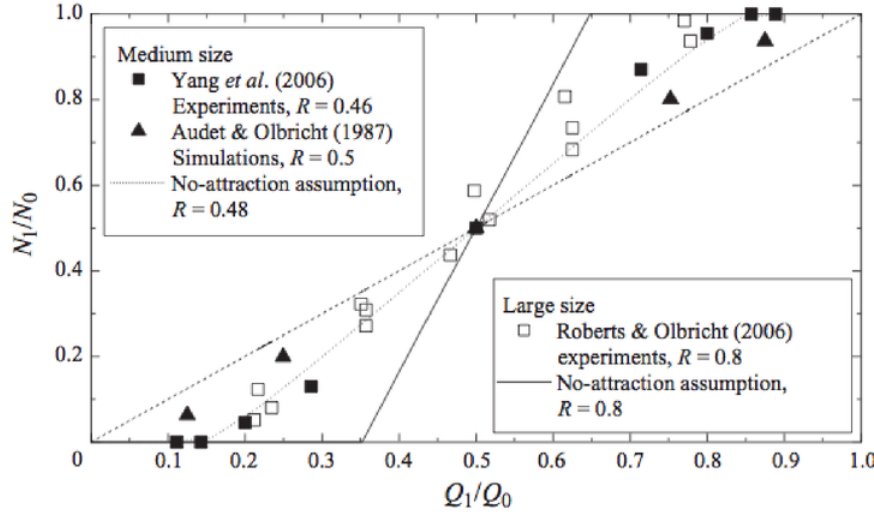 1.0
0.8
0.6
0.4
0.2
0
N1/N0
Medium size
Yang et al. (2006)
Experiments, R = 0.46
Audet & Olbricht (1987)
Simulations, R = 0.5
No-attraction assumption,
R = 0.48
Large size
Roberts & Olbricht (2006)
experiments, R = 0.8
No-attraction assumption,
R = 0.8
0.1 0.2 0.3 0.4 0.5 0.6 0.7 0.8 0.9 1.0
Q1/Q0